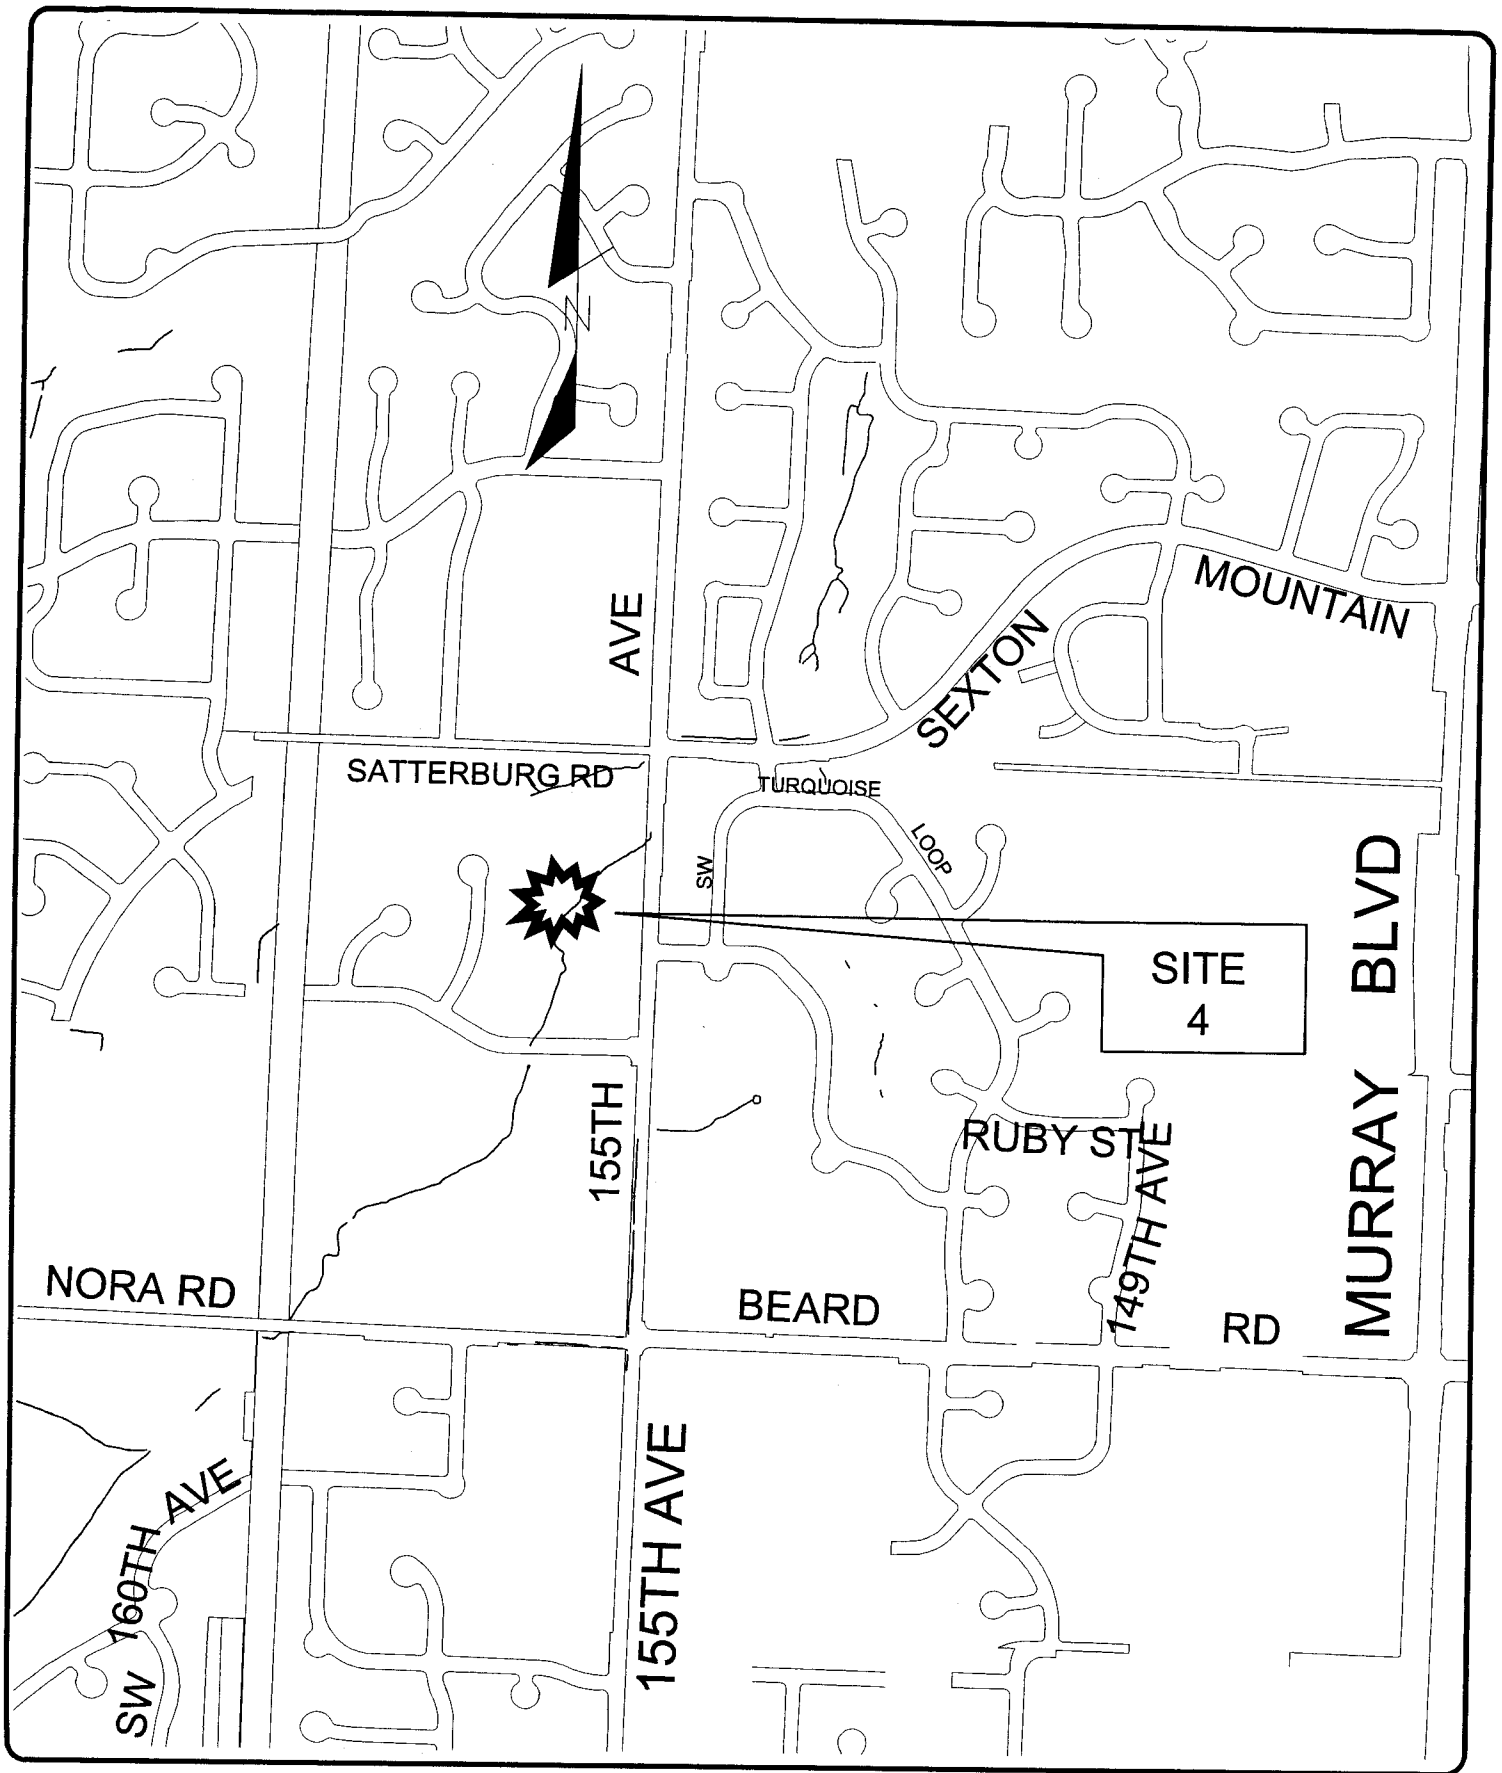 N
AVE
MOUNTAIN
SEXTON
SATTERBURG RD
TURQUOISE
LOOP
SW
SITE
4
MURRAY BLVD
155TH
RUBY ST
149TH AVE
NORA RD
BEARD
RD
155TH AVE
SW 160TH AVE